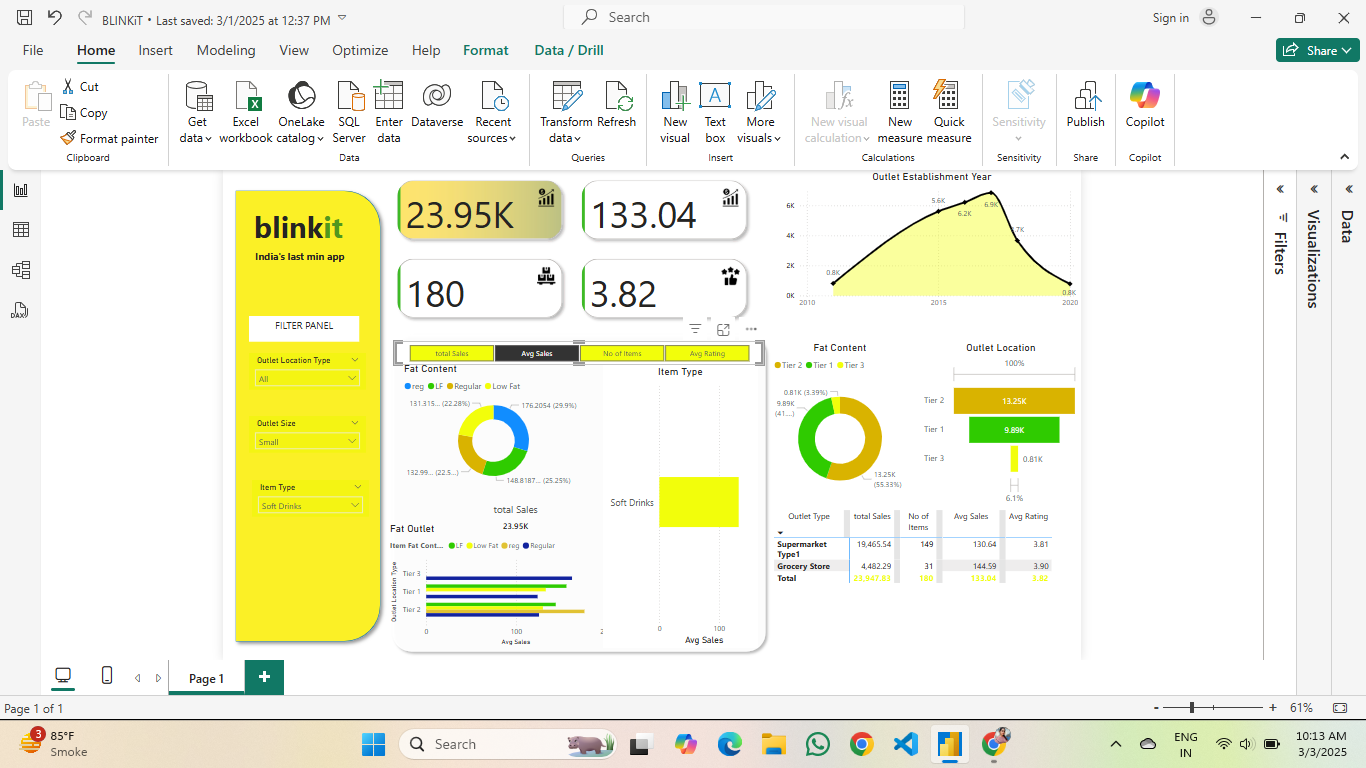 BLINKiT • Last saved: 3/1/2025 at 12:37 PM
Search
Sign in
File Home Insert Modeling View Optimize Help Format Data / Drill
Share
Paste
Cut
Copy
Format painter
Clipboard
Get data
Excel workbook
OneLake catalog
SQL Server
Enter data
Dataverse
Recent sources
Data
Transform data
Refresh
Queries
New visual
Text box
More visuals
Insert
New visual calculation
New measure
Quick measure
Calculations
Sensitivity
Sensitivity
Publish
Share
Copilot
Copilot
DAX
blinkit
India's last min app
FILTER PANEL
Outlet Location Type
All
Outlet Size
Small
Item Type
Soft Drinks
23.95K
133.04
180
3.82
total Sales Avg Sales No of Items Avg Rating
Fat Content
reg LF Regular Low Fat
131.315... (22.28%)
176.2054 (29.9%)
132.99... (22.5...)
148.8187... (25.25%)
total Sales
23.95K
Fat Outlet
Item Fat Cont... LF Low Fat reg Regular
Outlet Location Type
Tier 3
Tier 1
Tier 2
0 100 2
Avg Sales
Item Type
Soft Drinks
0 100
Avg Sales
Outlet Establishment Year
6K
4K
2K
0K
0.8K
5.6K
6.2K
6.9K
.7K
0.8K
2010 2015 2020
Fat Content
Tier 2 Tier 1 Tier 3
0.81K (3.39%)
9.89K
(41....)
13.25K
(55.33%)
Outlet Location
100%
Tier 2 13.25K
Tier 1 9.89K
Tier 3 0.81K
6.1%
Outlet Type total Sales No of Items Avg Sales Avg Rating
Supermarket Type1 19,465.54 149 130.64 3.81
Grocery Store 4,482.29 31 144.59 3.90
Total 23,947.83 180 133.04 3.82
Filters
Visualizations
Data
Page 1
Page 1 of 1
- + 61%
3
85°F
Smoke
Search
ENG
IN
10:13 AM
3/3/2025